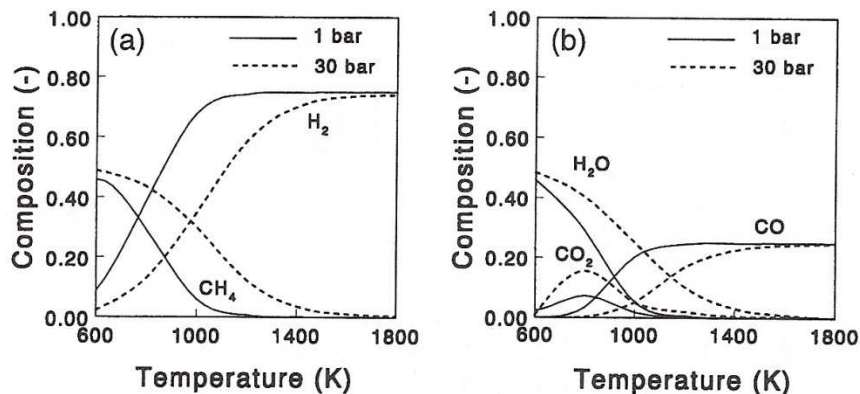 (a)
1 bar
30 bar
H₂
CH₄
Composition (-)
1.00
0.80
0.60
0.40
0.20
0.00
600 1000 1400 1800
Temperature (K)
(b)
1 bar
30 bar
H₂O
CO
CO₂
Composition (-)
1.00
0.80
0.60
0.40
0.20
0.00
600 1000 1400 1800
Temperature (K)